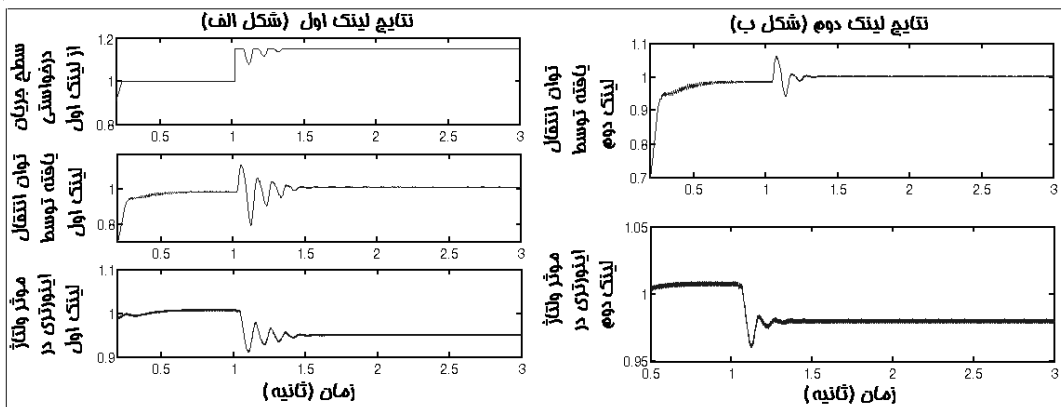 نتایج لینک اول (شکل الف)
سطح جریان
درخواستی
از لینک اول
1.2
1
0.8
0.5
1
1.5
2
2.5
3
توان انتقال
یافته توسط
لینک اول
1
0.8
0.5
1
1.5
2
2.5
3
موثر ولتاژ
اینورتری در
لینک اول
1.1
1
0.9
0.5
1
1.5
2
2.5
3
زمان (ثانیه)
نتایج لینک دوم (شکل ب)
توان انتقال
یافته توسط
لینک دوم
1.1
1
0.9
0.8
0.7
0.5
1
1.5
2
2.5
3
موثر ولتاژ
اینورتری در
لینک دوم
1.05
1
0.95
0.5
1
1.5
2
2.5
3
زمان (ثانیه)